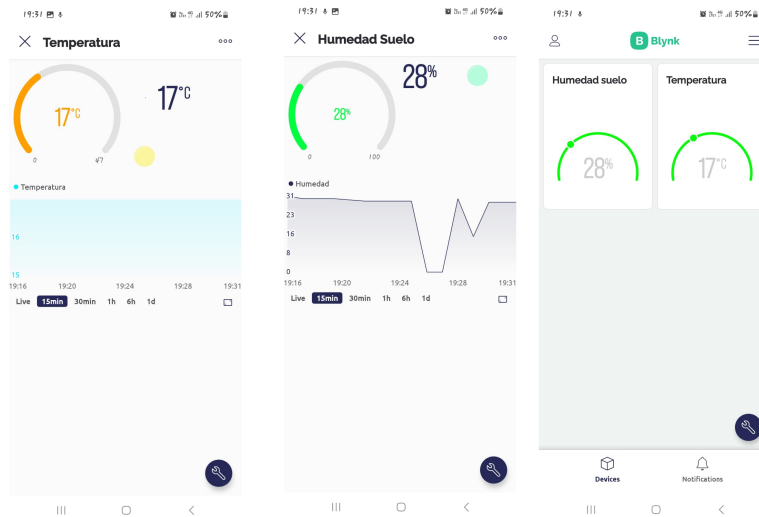 19:31
50%
Temperatura
17°C
17°C
0
47
Temperatura
16
15
19:16 19:20 19:24 19:28 19:31
Live 15min 30min 1h 6h 1d
19:31
50%
Humedad Suelo
28%
28%
0
100
Humedad
31
23
16
8
0
19:16 19:20 19:24 19:28 19:31
Live 15min 30min 1h 6h 1d
19:31
50%
B Blynk
Humedad suelo
28%
Temperatura
17°C
Devices
Notifications